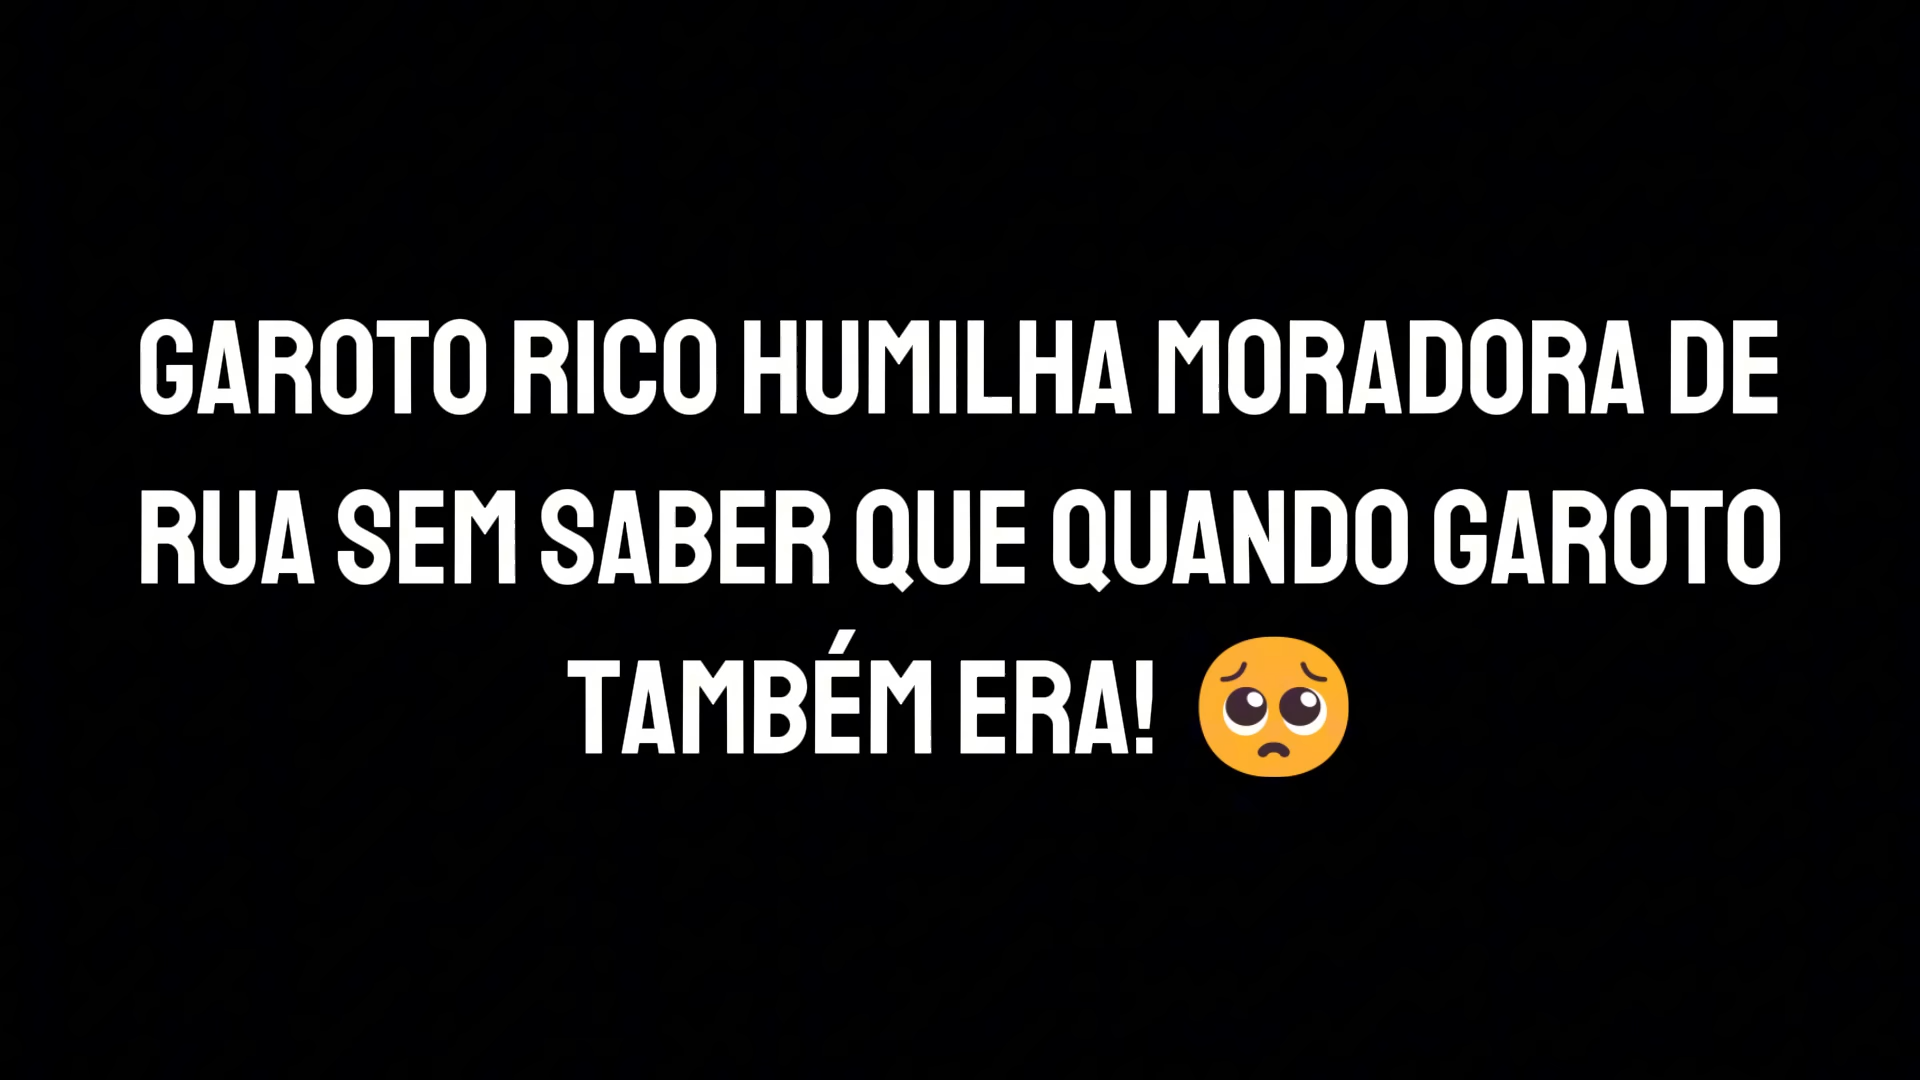 GAROTO RICO HUMILHA MORADORA DE
RUA SEM SABER QUE QUANDO GAROTO
TAMBÉM ERA! 🥺